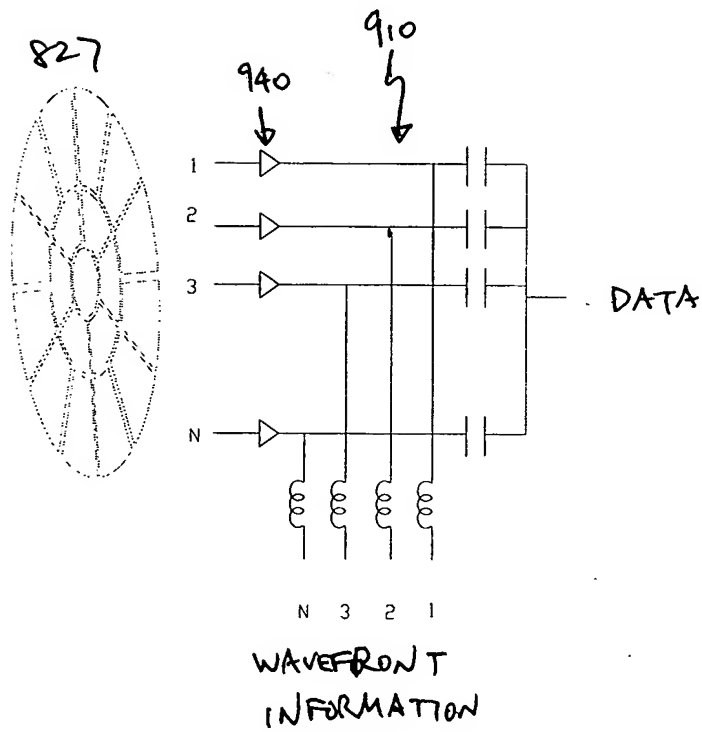 827
940
910
1
2
3
N
DATA
N 3 2 1
WAVEFRONT
INFORMATION